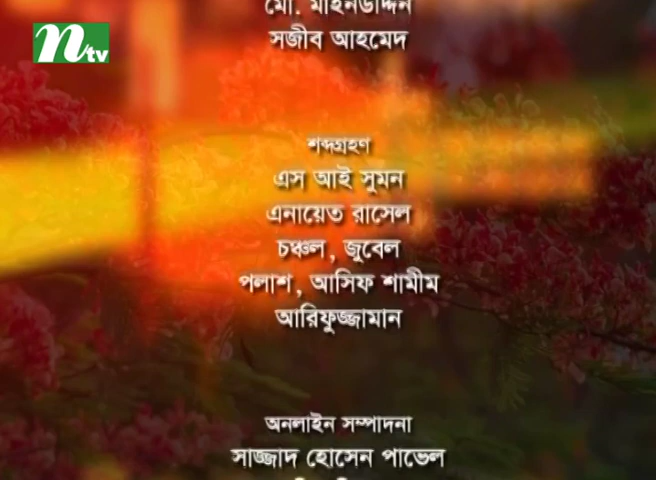 মো. মাইনউদ্দিন
সজীব আহমেদ
ntv
শব্দগ্রহণ
এস আই সুমন
এনায়েত রাসেল
চঞ্চল, জুবেল
পলাশ, আসিফ শামীম
আরিফুজ্জামান
অনলাইন সম্পাদনা
সাজ্জাদ হোসেন পাভেল